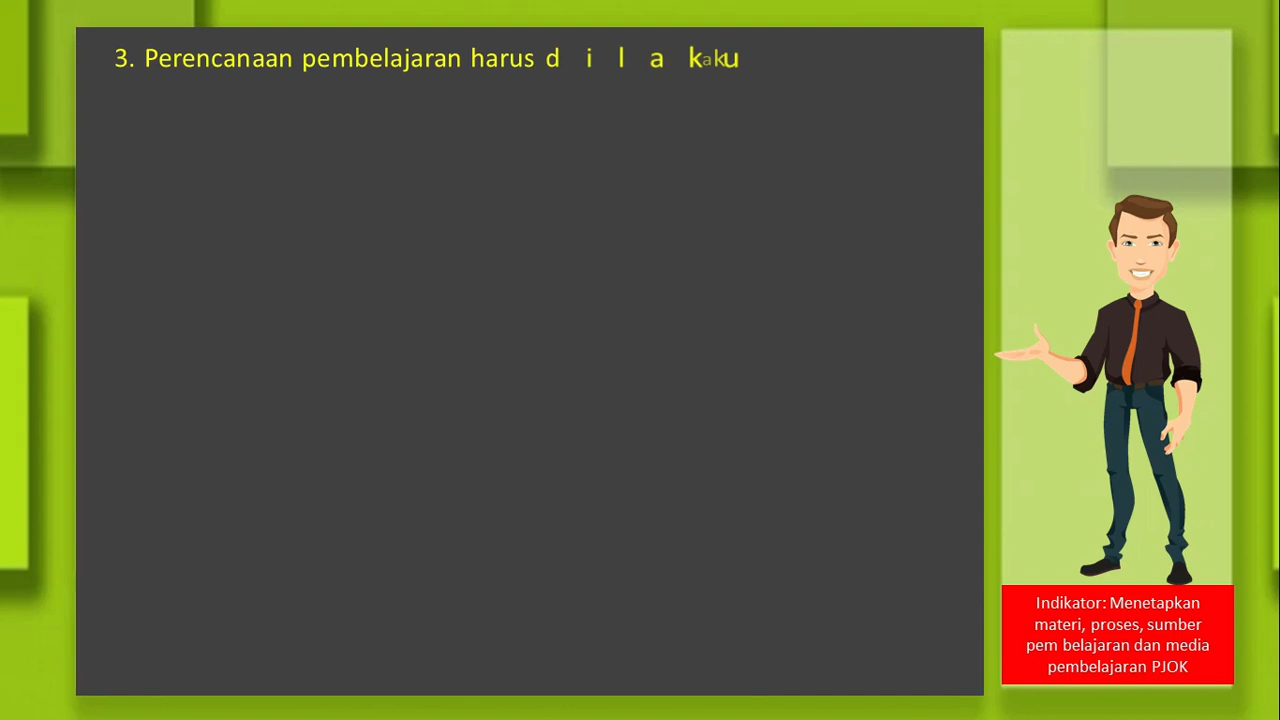 3. Perencanaan pembelajaran harus d i l a k a k u
Indikator: Menetapkan
materi, proses, sumber
pem belajaran dan media
pembelajaran PJOK